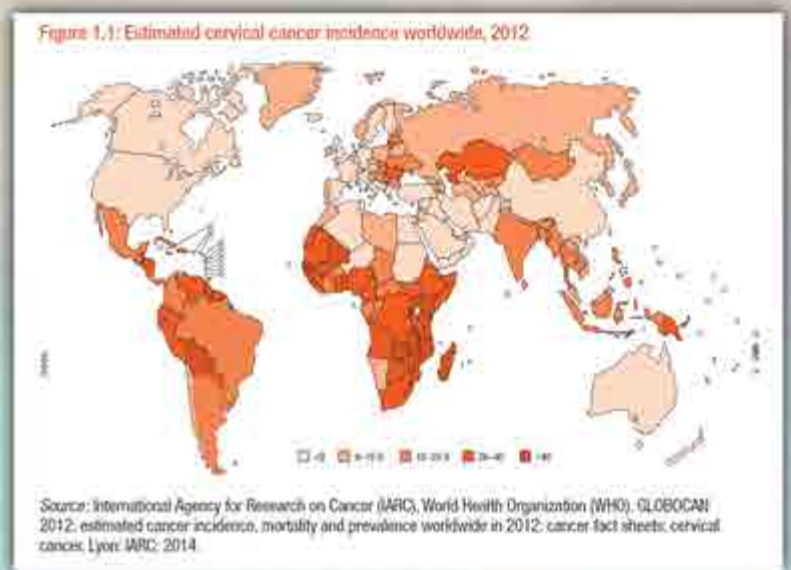 Figure 1.1: Estimated cervical cancer incidence worldwide, 2012
Source: International Agency for Research on Cancer (IARC), World Health Organization (WHO). GLOBOCAN
2012: estimated cancer incidence, mortality and prevalence worldwide in 2012: cancer fact sheets: cervical
cancer. Lyon: IARC; 2014.